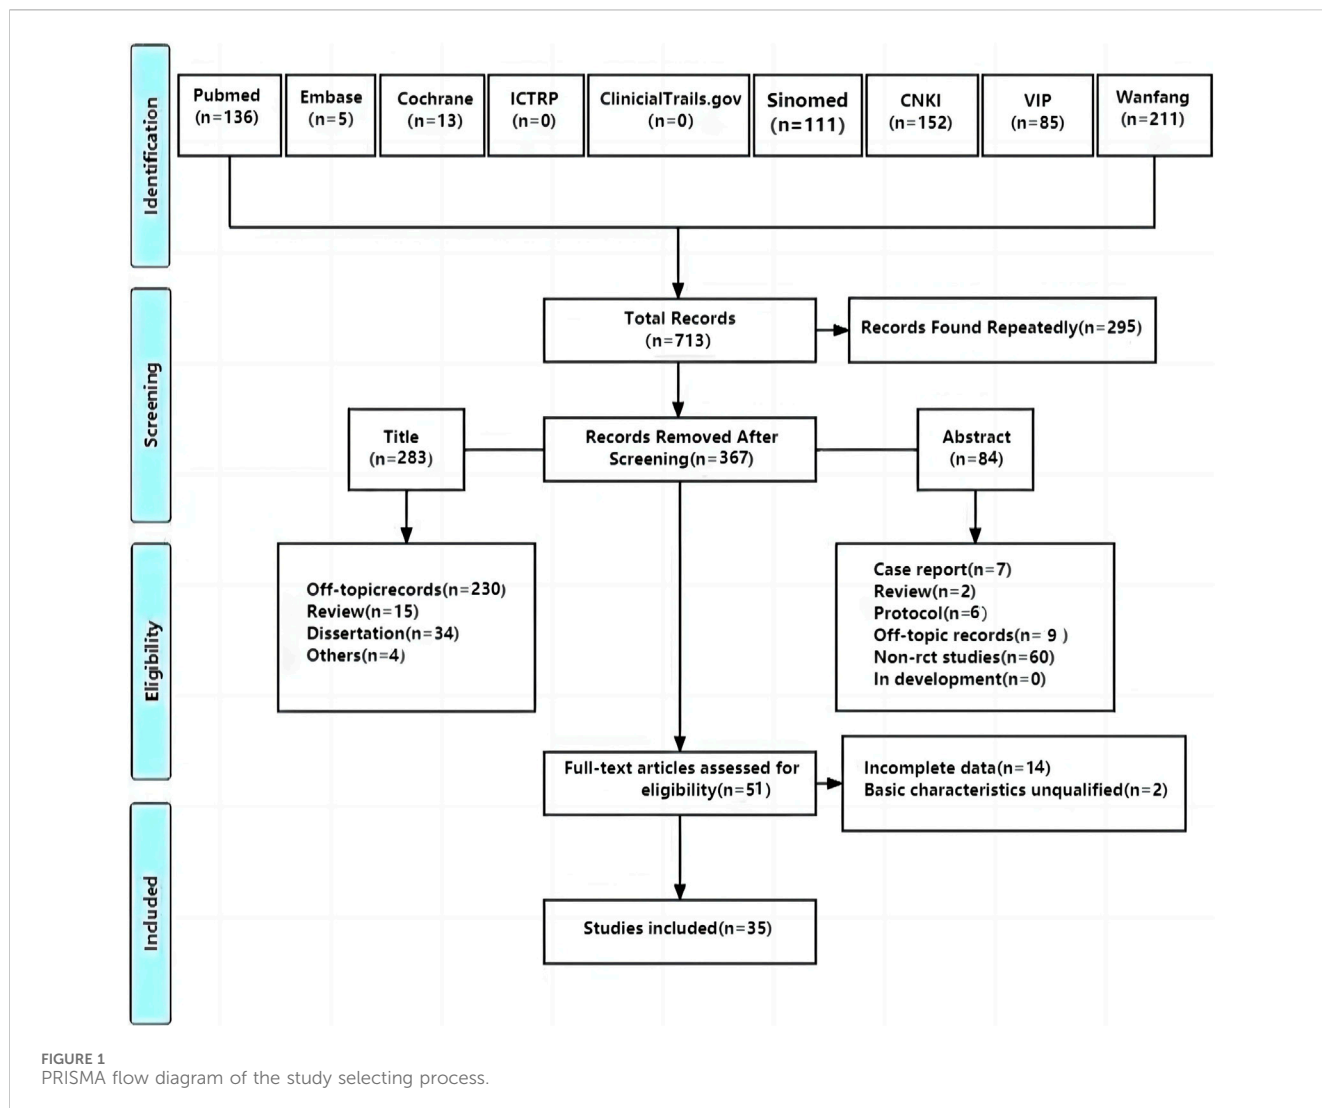 Identification
Pubmed
(n=136)
Embase
(n=5)
Cochrane
(n=13)
ICTRP
(n=0)
ClinicialTrails.gov
(n=0)
Sinomed
(n=111)
CNKI
(n=152)
VIP
(n=85)
Wanfang
(n=211)
Screening
Total Records
(n=713)
Records Found Repeatedly(n=295)
Title
(n=283)
Records Removed After
Screening(n=367)
Abstract
(n=84)
Eligibility
Off-topicrecords(n=230)
Review(n=15)
Dissertation(n=34)
Others(n=4)
Case report(n=7)
Review(n=2)
Protocol(n=6)
Off-topic records(n= 9 )
Non-rct studies(n=60)
In development(n=0)
Full-text articles assessed for
eligibility(n=51)
Incomplete data(n=14)
Basic characteristics unqualified(n=2)
Included
Studies included(n=35)
FIGURE 1
PRISMA flow diagram of the study selecting process.